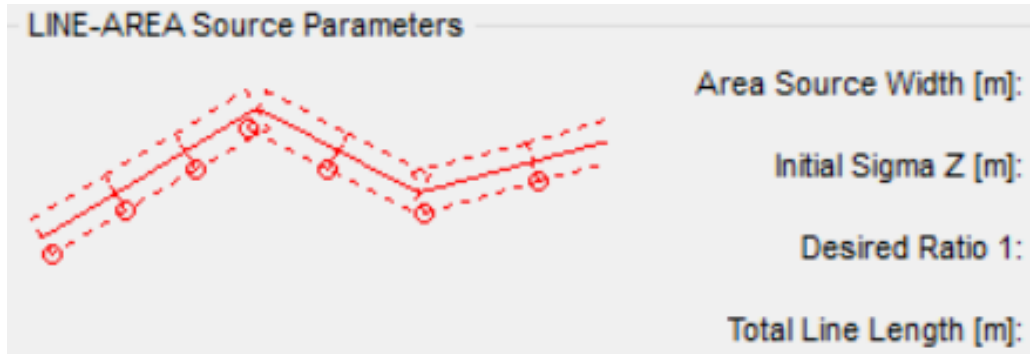 LINE-AREA Source Parameters
Area Source Width [m]:
Initial Sigma Z [m]:
Desired Ratio 1:
Total Line Length [m]: